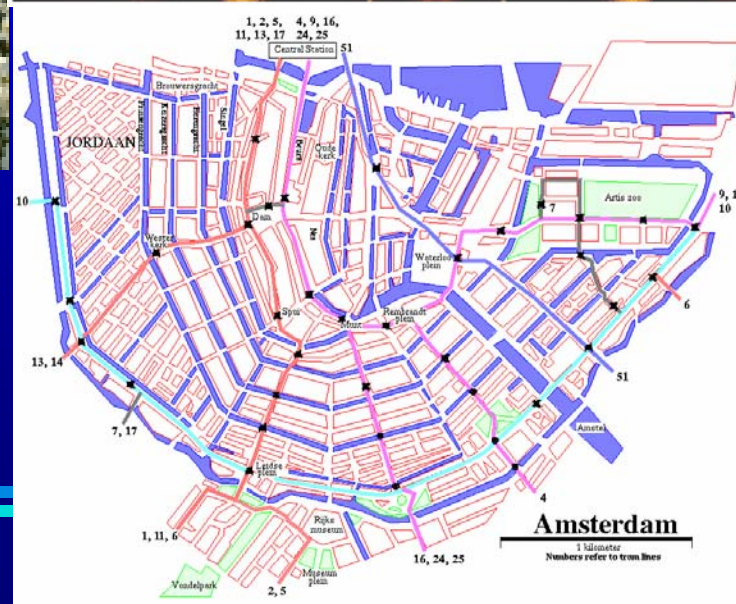 1, 2, 5,
11, 13, 17
4, 9, 16,
24, 25
Central Station
51
Brouwersgracht
JORDAAN
Prinsengracht
Keizersgracht
Herengracht
Singel
Beurs
Oude
kerk
10
Dam
Nes
Wester
kerk
Artis zoo
7
9, 1
10
Waterloo
plein
6
Spui
Munt
Rembrandt
plein
13, 14
51
7, 17
Amstel
Leidse
plein
4
1, 11, 6
Rijks
museum
16, 24, 25
Museum
plein
Vondelpark
2, 5
Amsterdam
1 kilometer
Numbers refer to tram lines